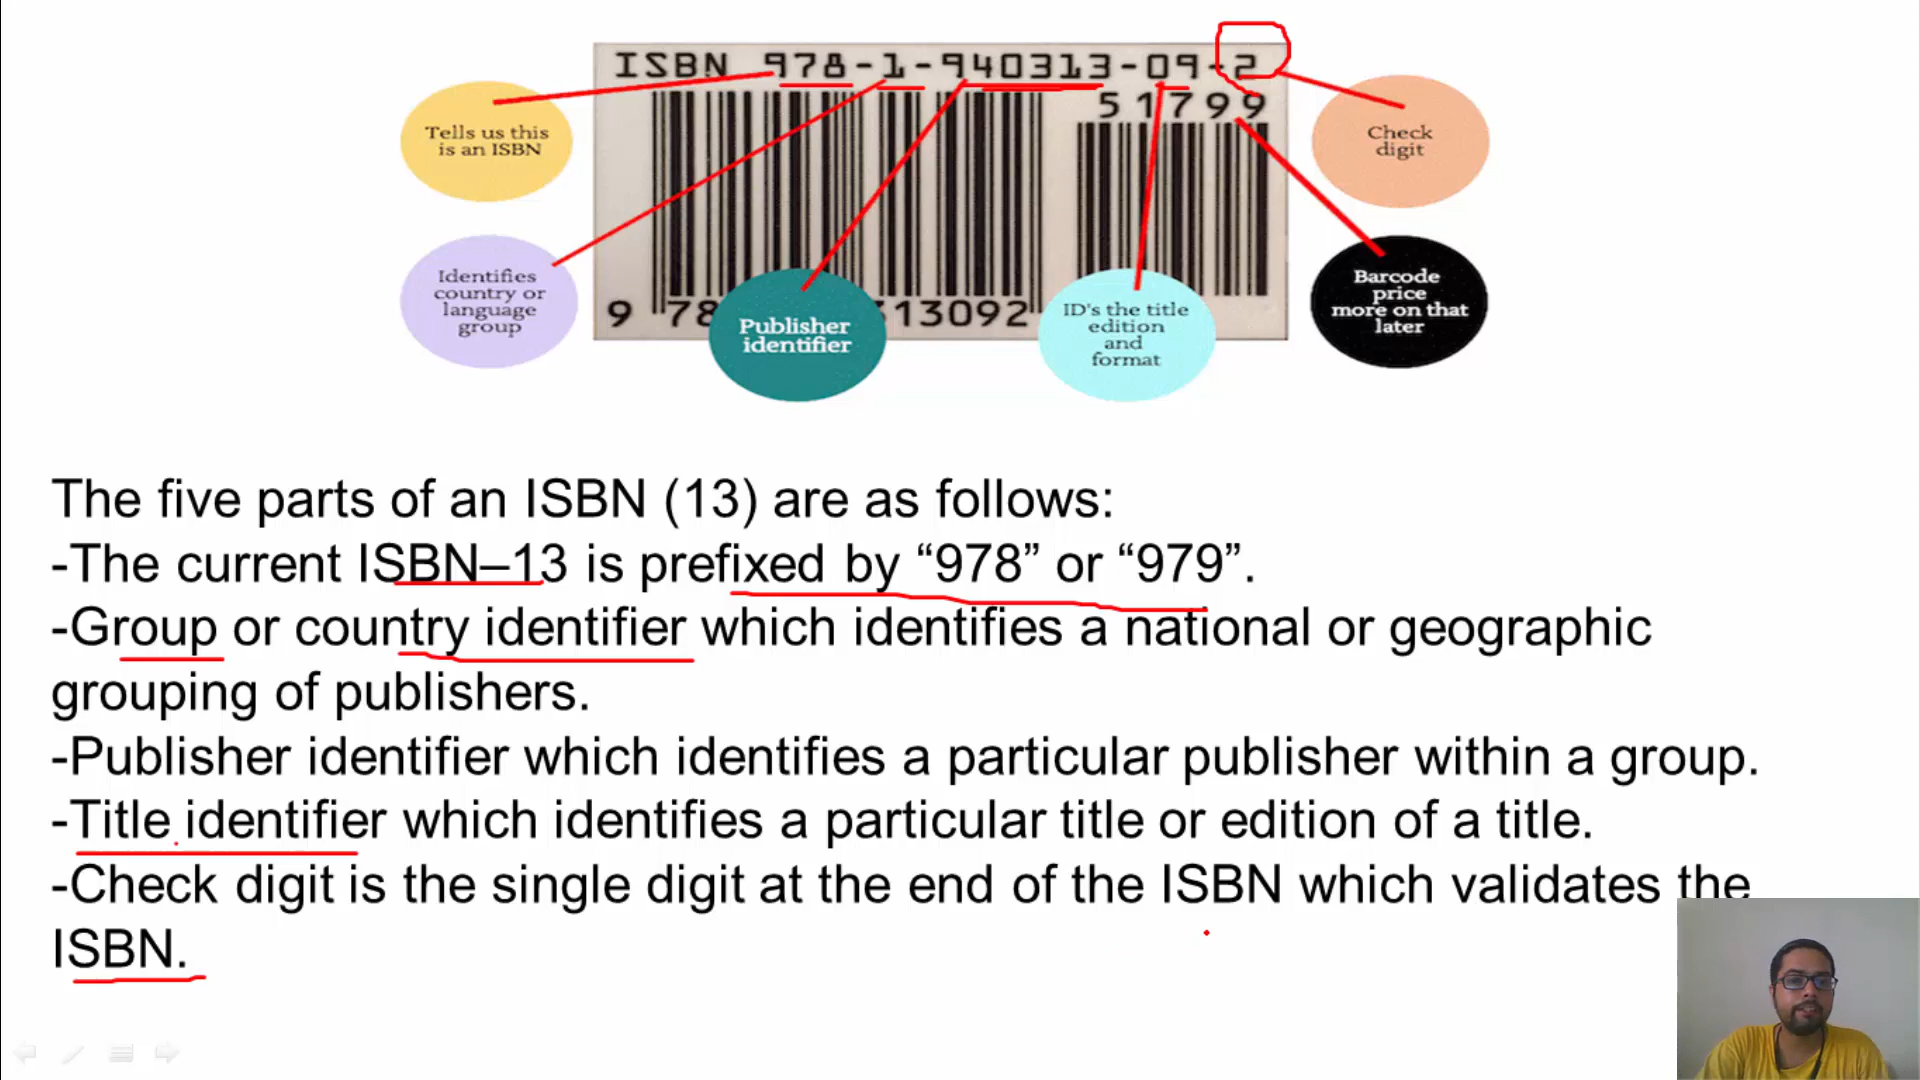 ISBN 978-1-940313-09-2
51799
Tells us this
is an ISBN
Check
digit
Identifies
country or
language
group
Publisher
identifier
ID's the title
edition
and
format
Barcode
price
more on that
later
9 78 313092
The five parts of an ISBN (13) are as follows:
-The current ISBN–13 is prefixed by “978” or “979”.
-Group or country identifier which identifies a national or geographic
grouping of publishers.
-Publisher identifier which identifies a particular publisher within a group.
-Title identifier which identifies a particular title or edition of a title.
-Check digit is the single digit at the end of the ISBN which validates the
ISBN.